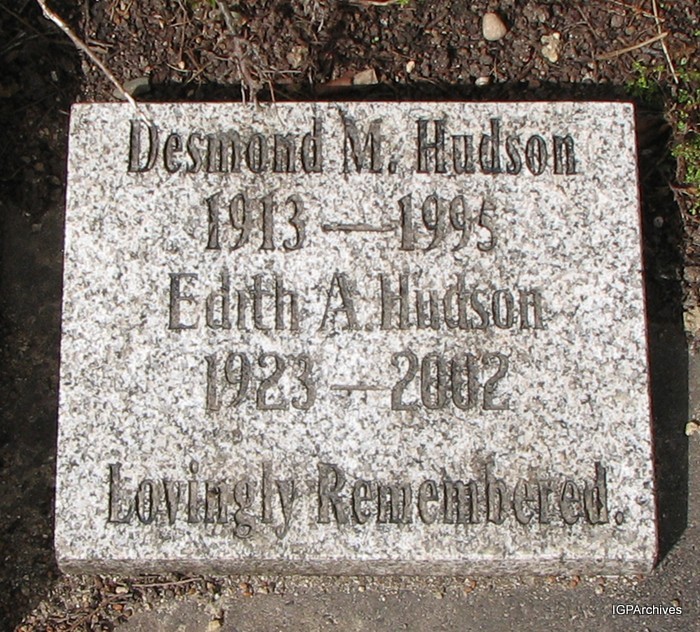 Desmond M. Hudson
1913 — 1995
Edith A. Hudson
1923 — 2002
Lovingly Remembered.
IGPArchives